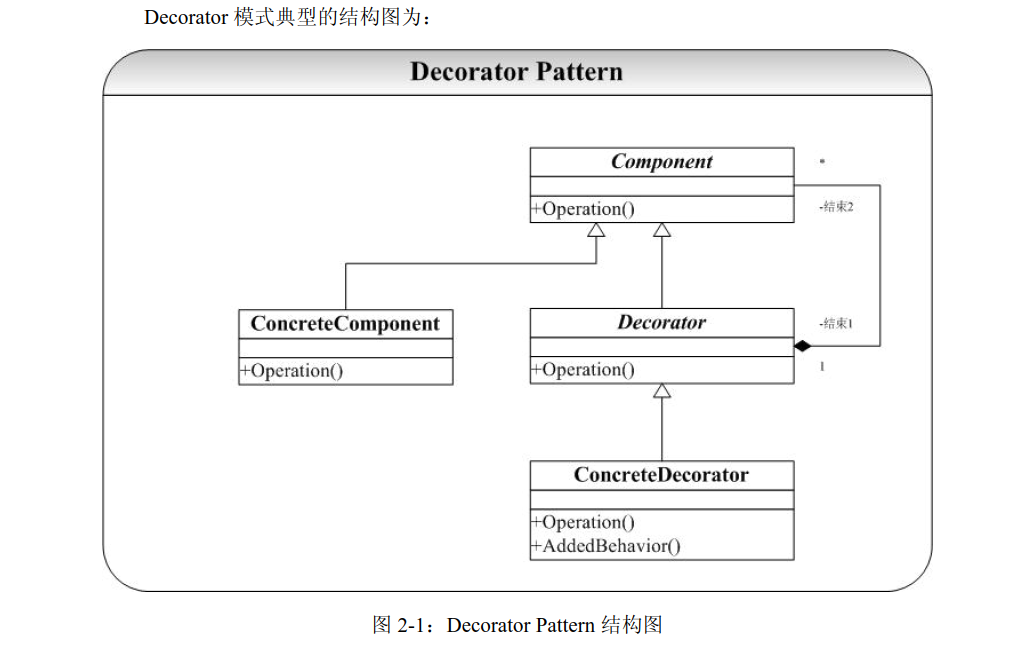 Decorator 模式典型的结构图为：
Decorator Pattern
Component
*
+Operation()
-结束2
ConcreteComponent
+Operation()
Decorator
-结束1
+Operation()
1
ConcreteDecorator
+Operation()
+AddedBehavior()
图 2-1：Decorator Pattern 结构图